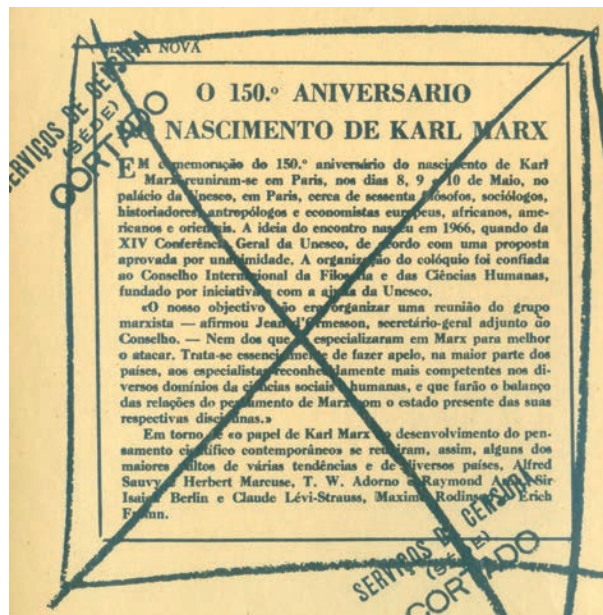 NOVA
SERVIÇOS DE CENSURA
(SÉDE)
CORTADO
O 150.º ANIVERSARIO
NASCIMENTO DE KARL MARX
EM comemoração do 150.º aniversário do nascimento de Karl
Marx reuniram-se em Paris, nos dias 8, 9 e 10 de Maio, no
palácio da Unesco, em Paris, cerca de sessenta filósofos, sociólogos,
historiadores, antropólogos e economistas europeus, africanos, ame-
ricanos e orientais. A ideia do encontro nasceu em 1966, quando da
XIV Conferência Geral da Unesco, de acordo com uma proposta
aprovada por unanimidade. A organização do colóquio foi confiada
ao Conselho Internacional da Filosofia e das Ciências Humanas,
fundado por iniciativa e com a ajuda da Unesco.
«O nosso objectivo não era organizar uma reunião do grupo
marxista — afirmou Jean d'Ormesson, secretário-geral adjunto do
Conselho. — Nem dos que se especializaram em Marx para melhor
o atacar. Trata-se essencialmente de fazer apelo, na maior parte dos
países, aos especialistas reconhecidamente mais competentes nos di-
versos domínios da ciências sociais e humanas, e que farão o balanço
das relações do pensamento de Marx com o estado presente das suas
respectivas disciplinas.»
Em torno de «o papel de Karl Marx no desenvolvimento do pen-
samento científico contemporâneo» se reuniram, assim, alguns dos
maiores vultos de várias tendências e de diversos países, Alfred
Sauvy e Herbert Marcuse, T. W. Adorno e Raymond Aron, Sir
Isaiah Berlin e Claude Lévi-Strauss, Maxime Rodinson e Erich
Fromm.
SERVIÇOS DE CENSURA
(SÉDE)
CORTADO